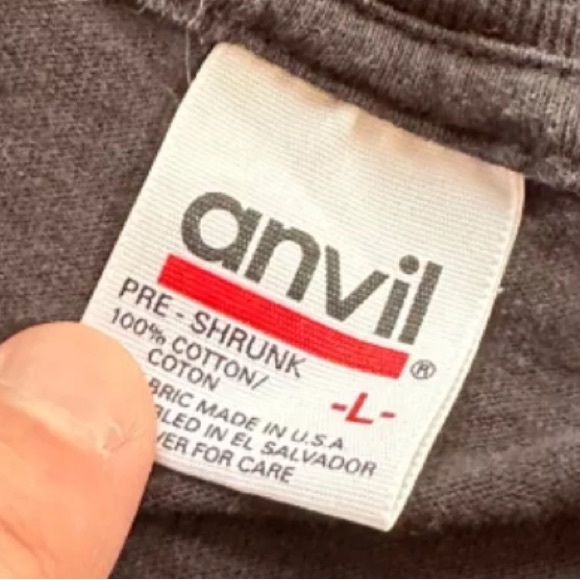 anvil®
PRE-SHRUNK
100% COTTON/
COTON
-L-
MADE IN U.S.A
IN EL SALVADOR
FOR CARE